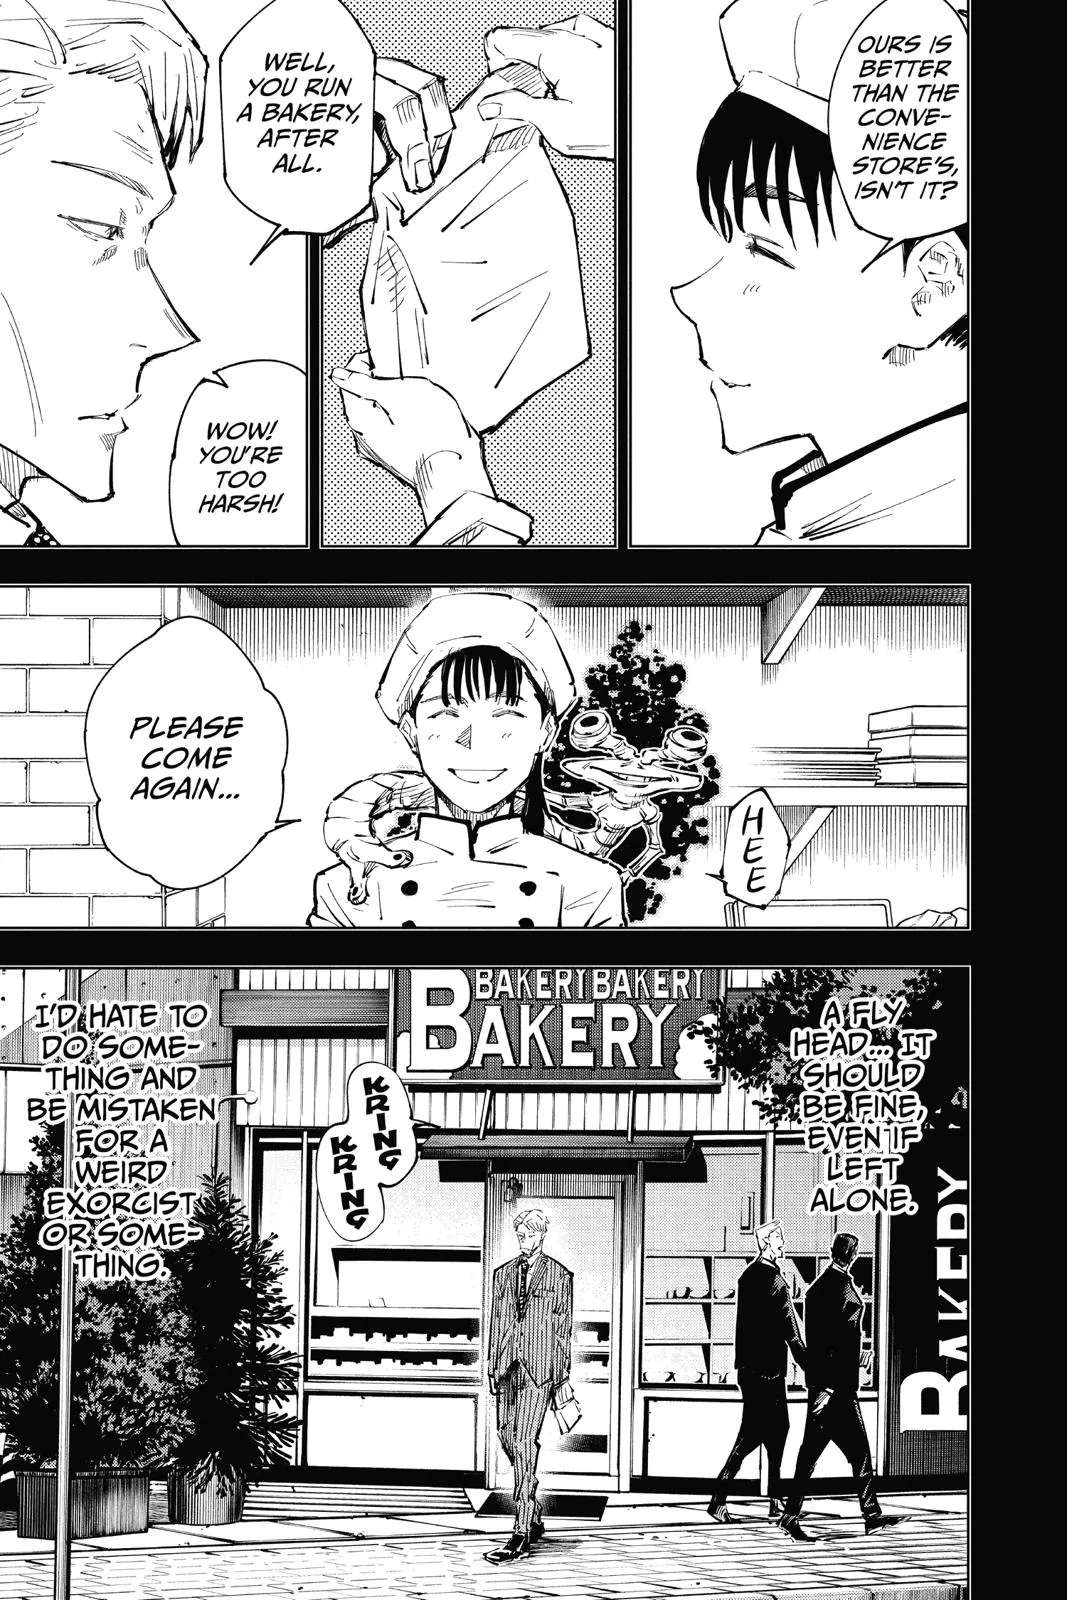 OURS IS
BETTER
THAN THE
CONVE-
NIENCE
STORE'S,
ISN'T IT?
WELL,
YOU RUN
A BAKERY,
AFTER
ALL.
WOW!
YOU'RE
TOO
HARSH!
PLEASE
COME
AGAIN...
HEE
BAKERY BAKERY
BAKERY
A FLY
HEAD... IT
SHOULD
BE FINE,
EVEN IF
LEFT
ALONE.
KRING
KRING
I'D HATE TO
DO SOME-
THING AND
BE MISTAKEN
FOR A
WEIRD
EXORCIST
OR SOME-
THING.
BAKERY